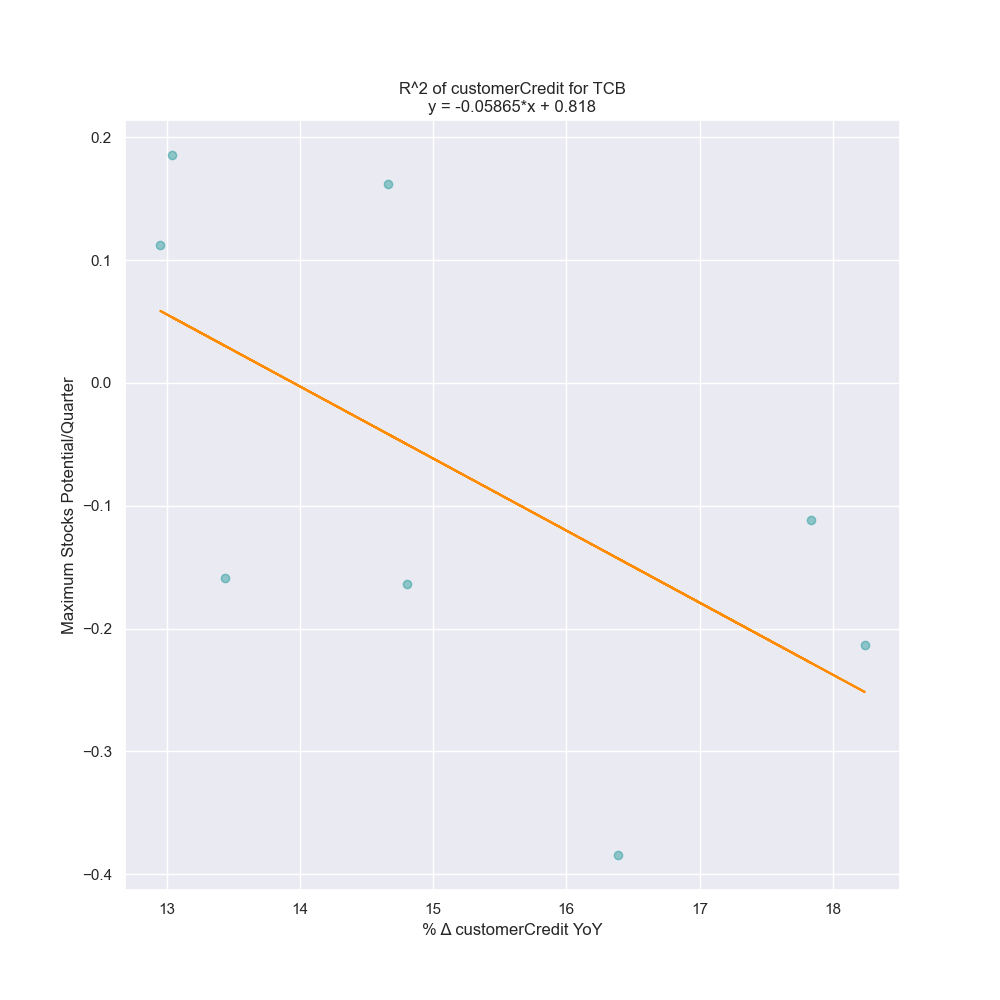 R^2 of customerCredit for TCB
y = -0.05865*x + 0.818
0.2
0.1
0.0
−0.1
−0.2
−0.3
−0.4
Maximum Stocks Potential/Quarter
13 14 15 16 17 18
% Δ customerCredit YoY